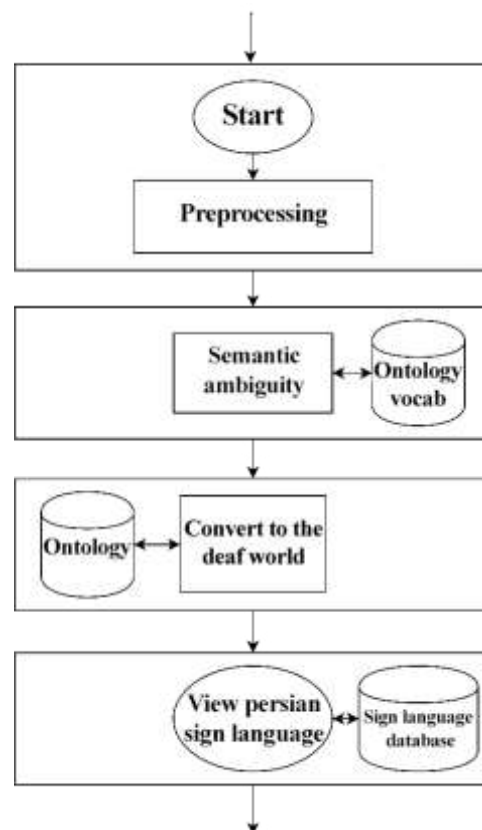 Start
Preprocessing
Semantic
ambiguity
Ontology
vocab
Ontology
Convert to the
deaf world
View persian
sign language
Sign language
database